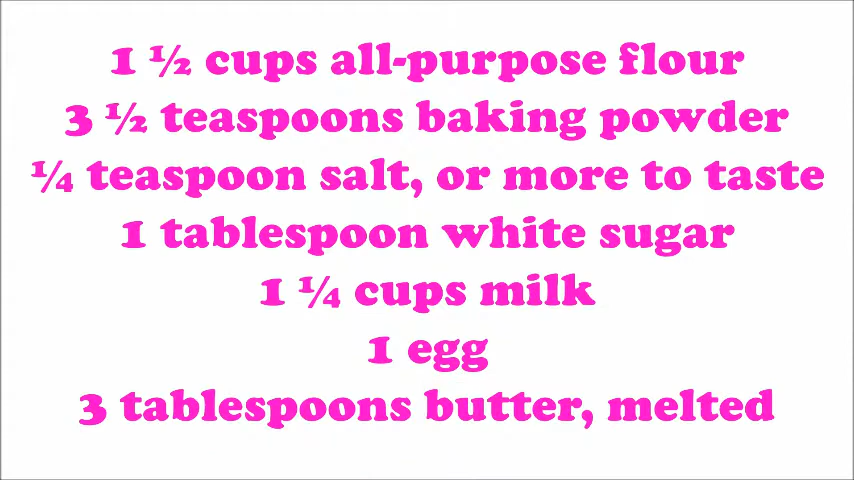 1 ½ cups all-purpose flour
3 ½ teaspoons baking powder
¼ teaspoon salt, or more to taste
1 tablespoon white sugar
1 ¼ cups milk
1 egg
3 tablespoons butter, melted